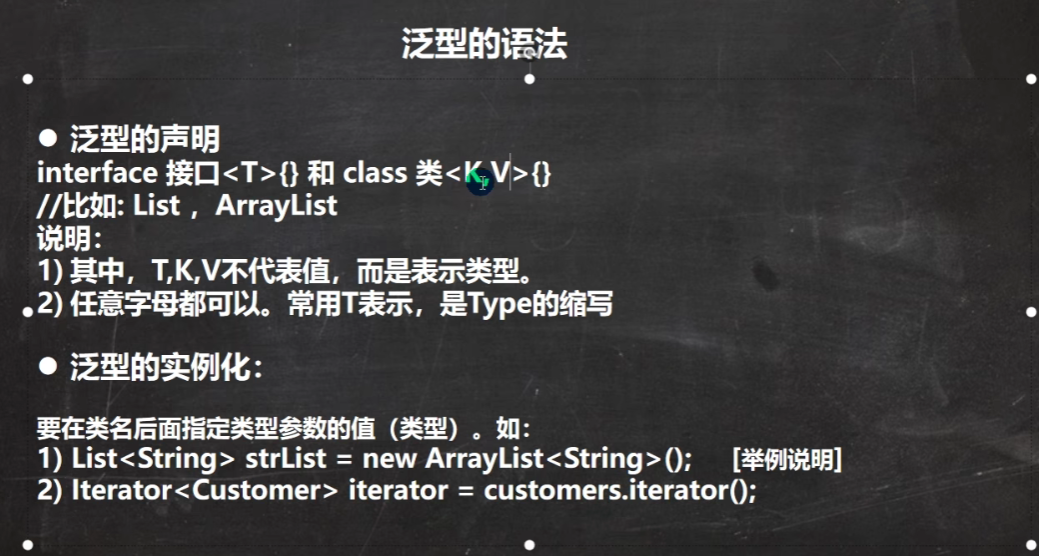 泛型的语法
● 泛型的声明
interface 接口<T>{} 和 class 类<K,V>{}
//比如: List ，ArrayList
说明：
1) 其中，T,K,V不代表值，而是表示类型。
2) 任意字母都可以。常用T表示，是Type的缩写
● 泛型的实例化：
要在类名后面指定类型参数的值（类型）。如：
1) List<String> strList = new ArrayList<String>(); [举例说明]
2) Iterator<Customer> iterator = customers.iterator();